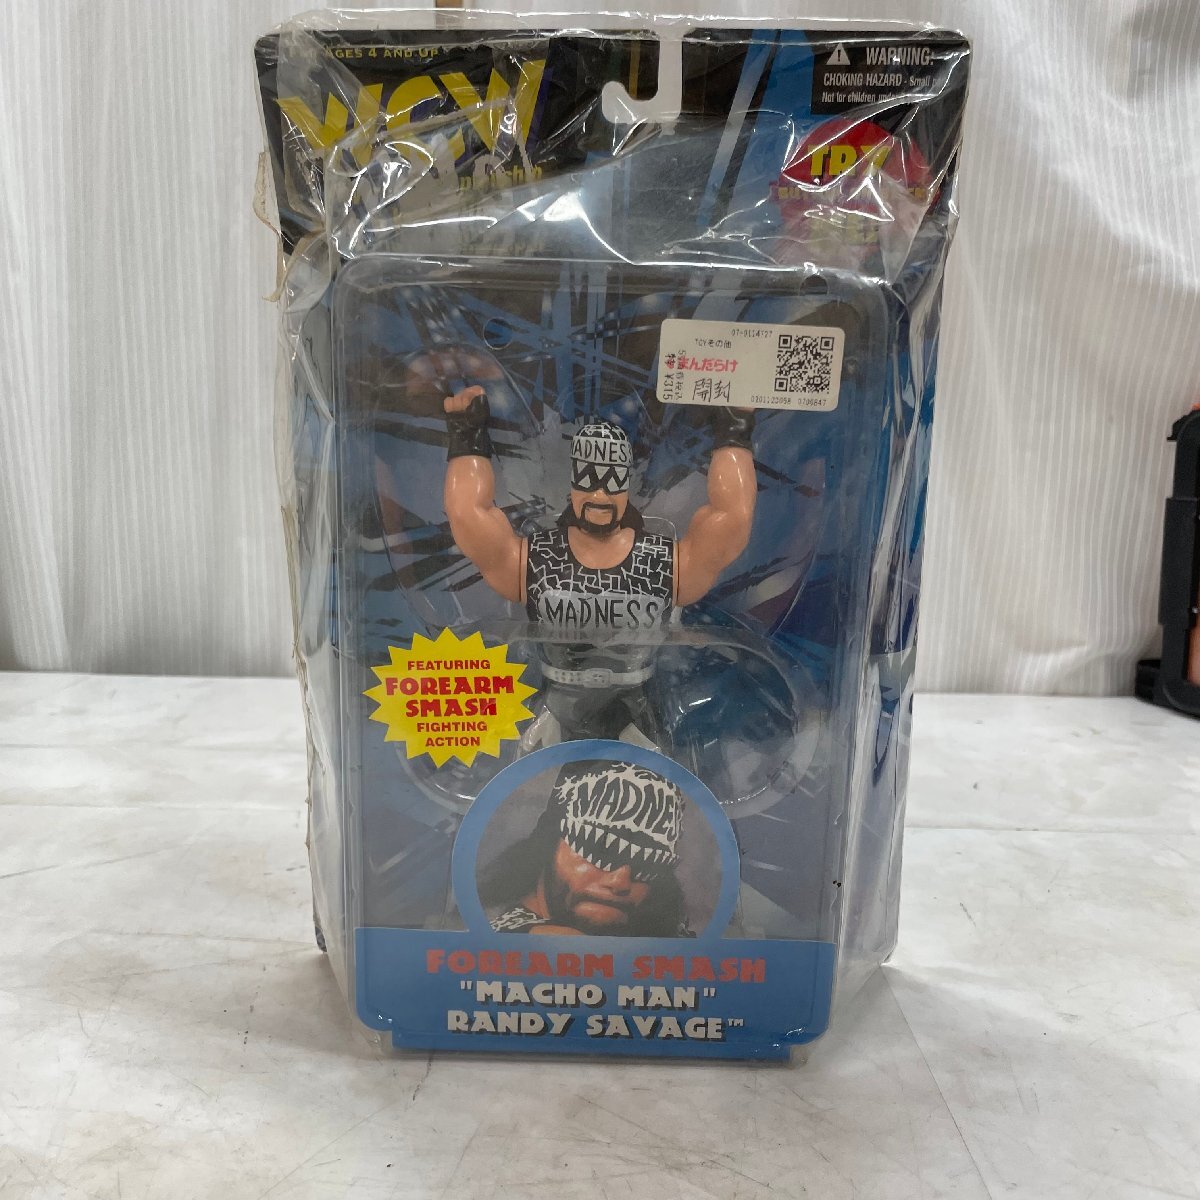 AGES 4 AND UP
WCW
WARNING:
CHOKING HAZARD - Small
Not for children under
TRY
07-0114727
TOYその他
まんだらけ
¥315
開封
MADNESS
MADNESS
FEATURING
FOREARM
SMASH
FIGHTING
ACTION
MADNESS
FOREARM SMASH
"MACHO MAN"
RANDY SAVAGE™